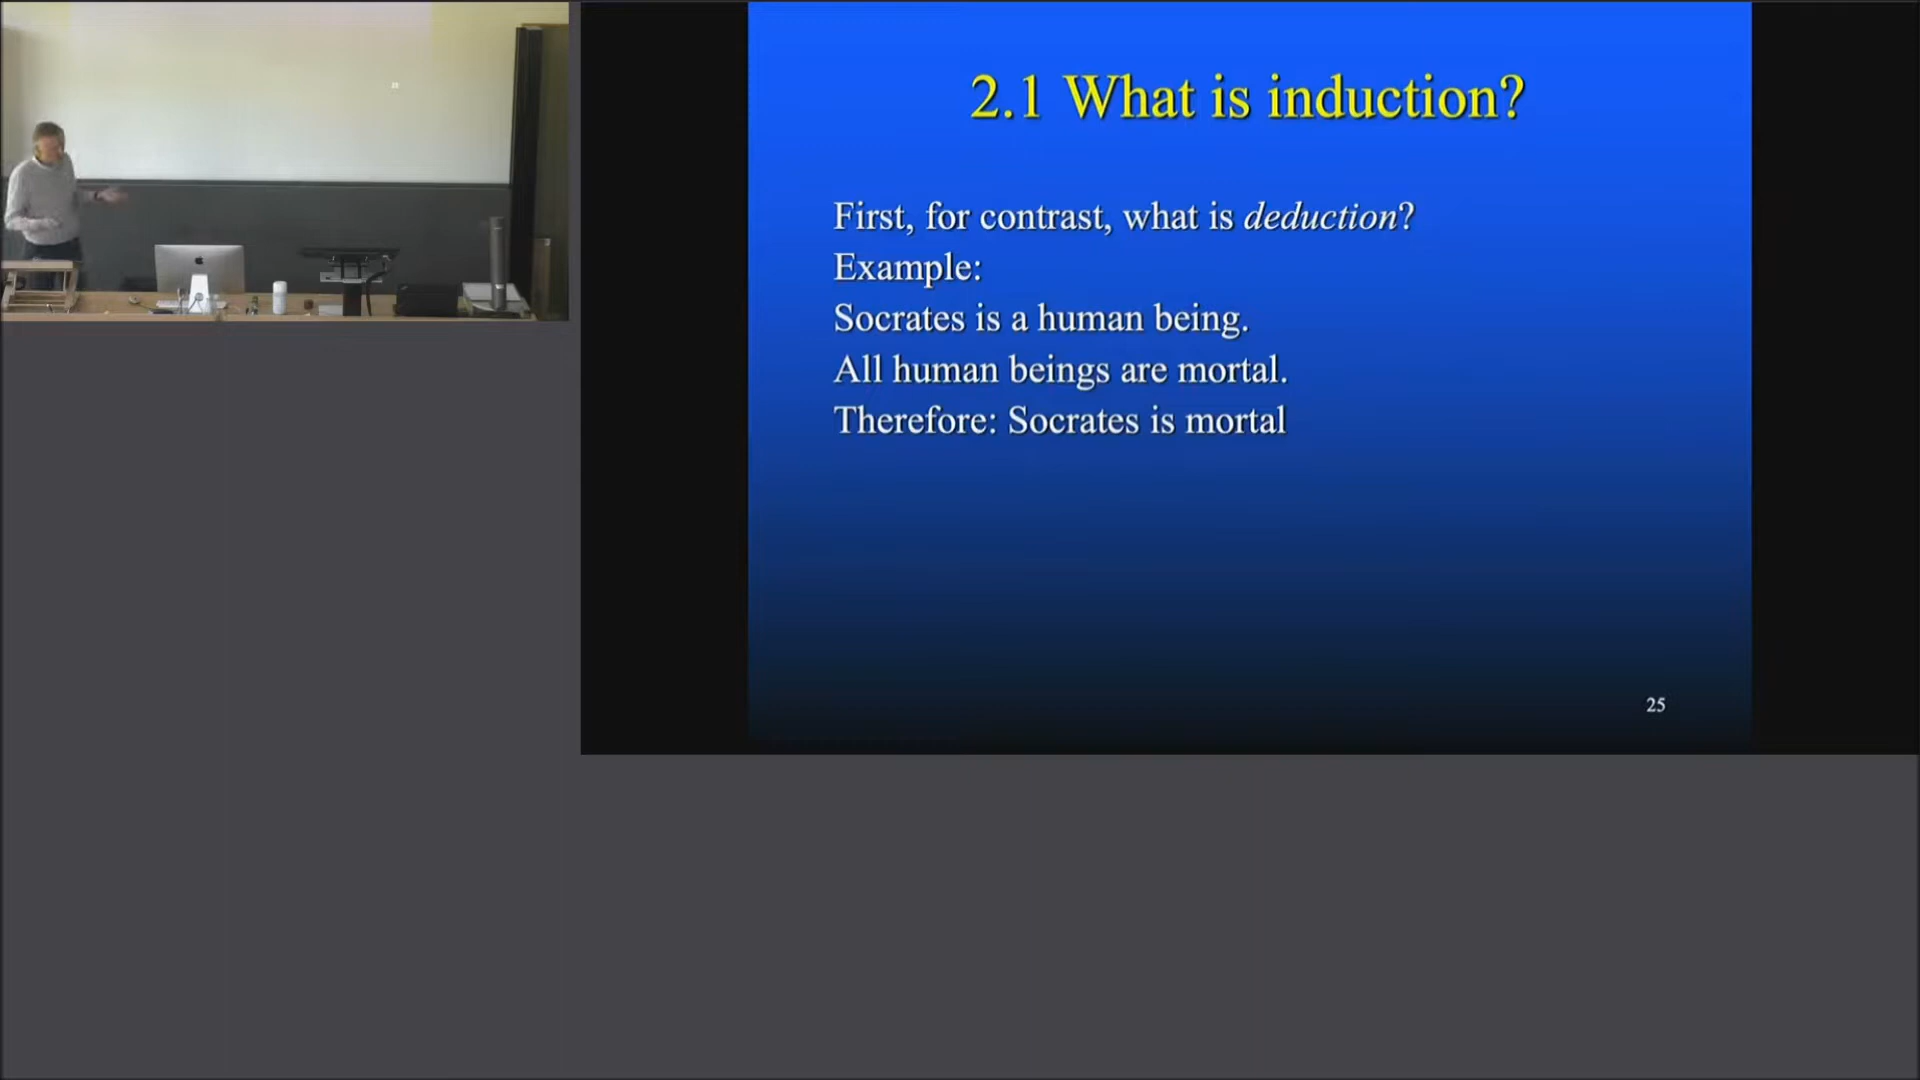 2.1 What is induction?
First, for contrast, what is deduction?
Example:
Socrates is a human being.
All human beings are mortal.
Therefore: Socrates is mortal
25